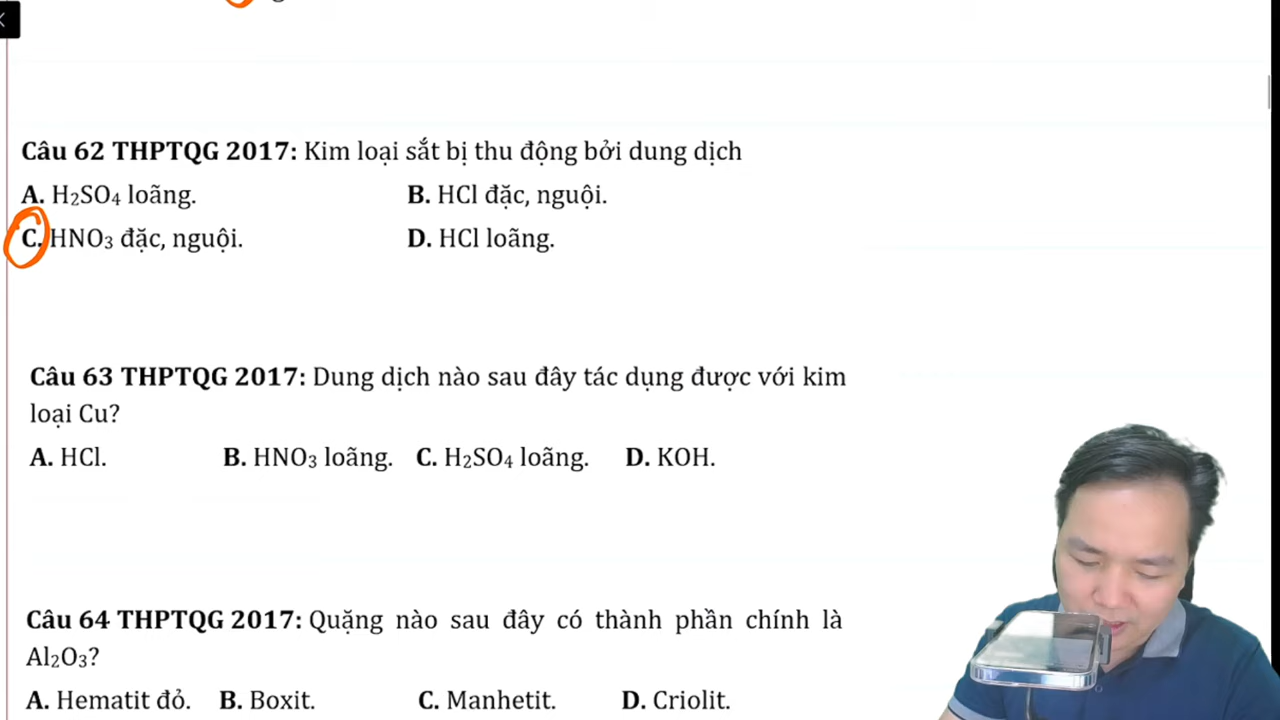 Câu 62 THPTQG 2017: Kim loại sắt bị thu động bởi dung dịch
A. H₂SO₄ loãng. B. HCl đặc, nguội.
C. HNO₃ đặc, nguội. D. HCl loãng.
Câu 63 THPTQG 2017: Dung dịch nào sau đây tác dụng được với kim
loại Cu?
A. HCl. B. HNO₃ loãng. C. H₂SO₄ loãng. D. KOH.
Câu 64 THPTQG 2017: Quặng nào sau đây có thành phần chính là
Al₂O₃?
A. Hematit đỏ. B. Boxit. C. Manhetit. D. Criolit.